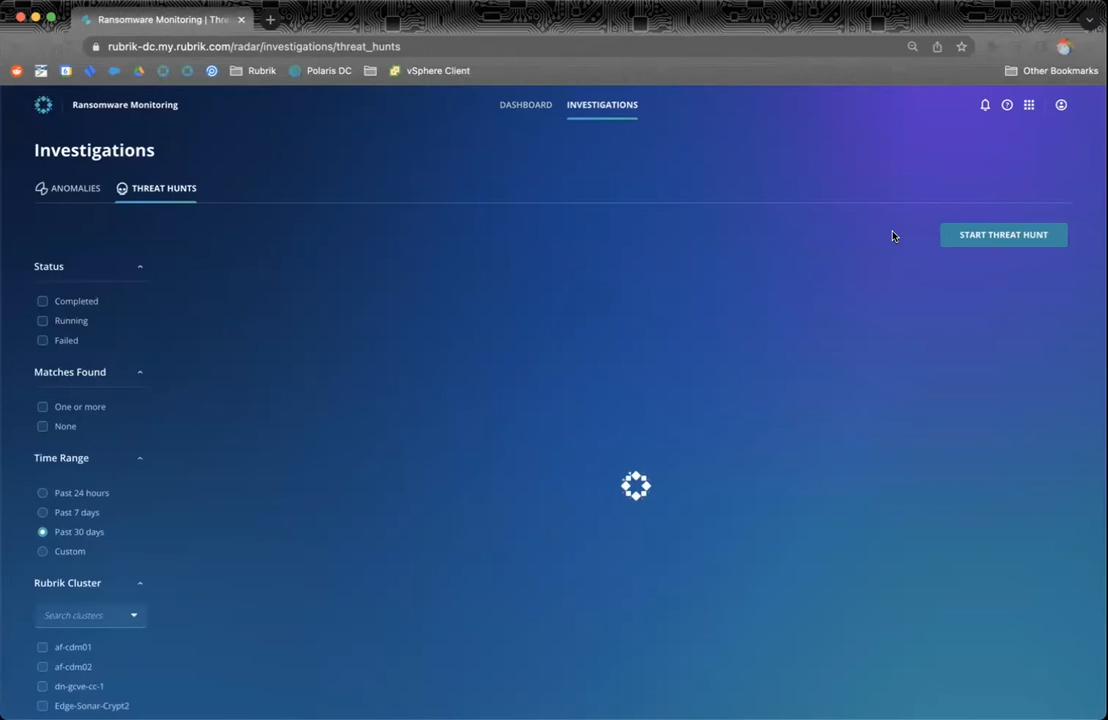 Ransomware Monitoring | Thre
rubrik-dc.my.rubrik.com/radar/investigations/threat_hunts
Rubrik Polaris DC vSphere Client Other Bookmarks
Ransomware Monitoring DASHBOARD INVESTIGATIONS
Investigations
ANOMALIES THREAT HUNTS
START THREAT HUNT
Status
Completed
Running
Failed
Matches Found
One or more
None
Time Range
Past 24 hours
Past 7 days
Past 30 days
Custom
Rubrik Cluster
Search clusters
af-cdm01
af-cdm02
dn-gcve-cc-1
Edge-Sonar-Crypt2